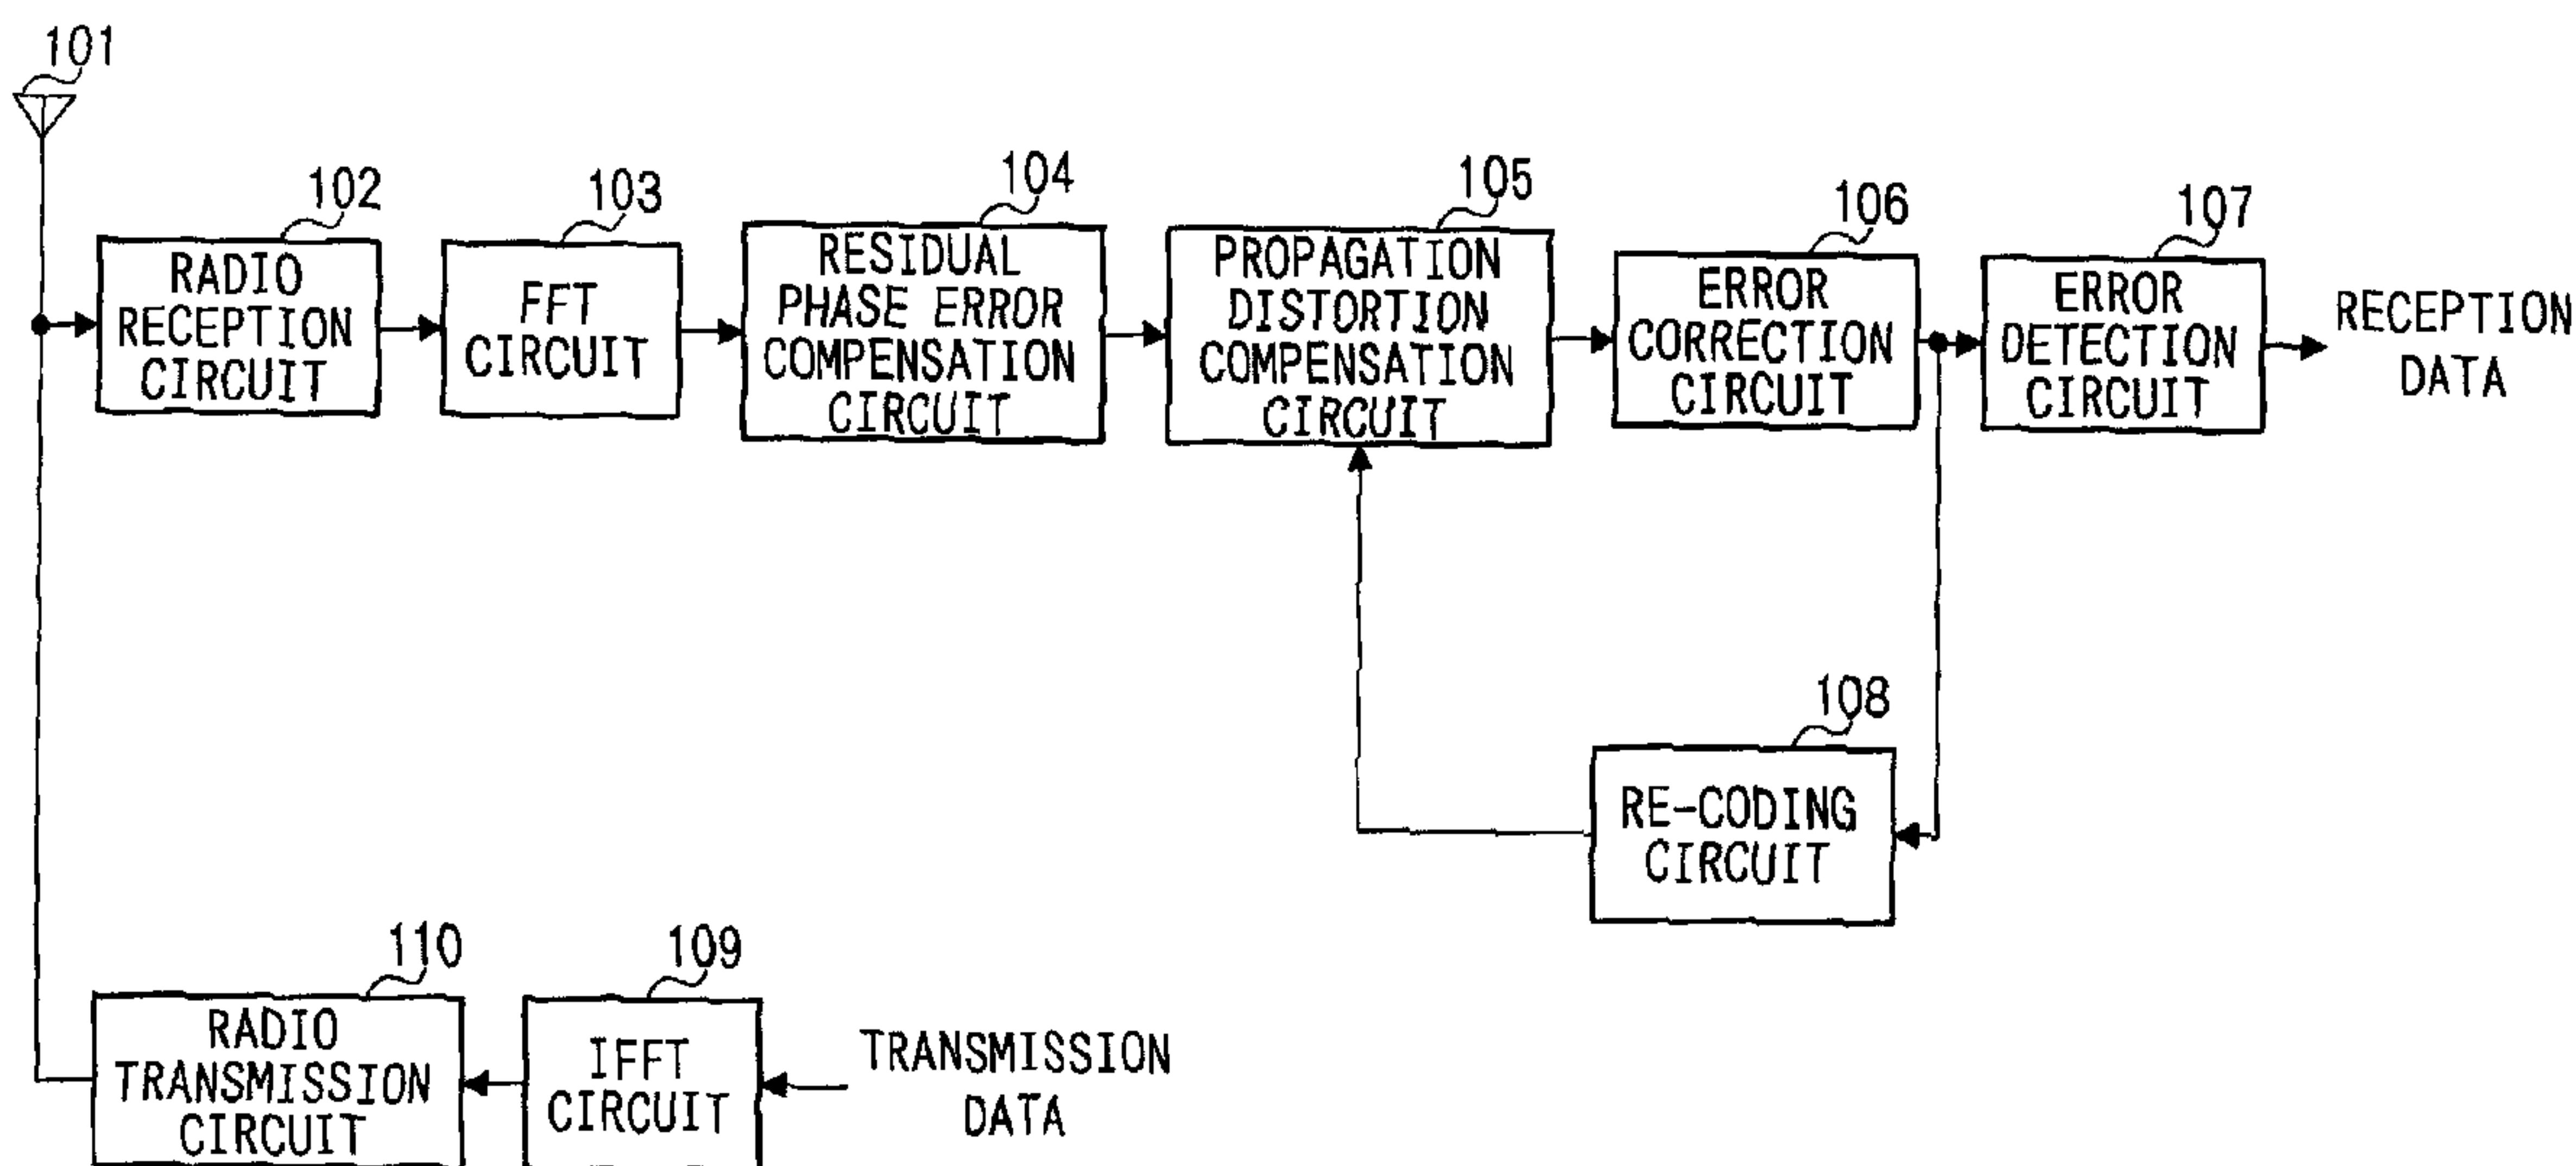 101
102
RADIO
RECEPTION
CIRCUIT
103
FFT
CIRCUIT
104
RESIDUAL
PHASE ERROR
COMPENSATION
CIRCUIT
105
PROPAGATION
DISTORTION
COMPENSATION
CIRCUIT
106
ERROR
CORRECTION
CIRCUIT
107
ERROR
DETECTION
CIRCUIT
RECEPTION
DATA
108
RE-CODING
CIRCUIT
110
RADIO
TRANSMISSION
CIRCUIT
109
IFFT
CIRCUIT
TRANSMISSION
DATA